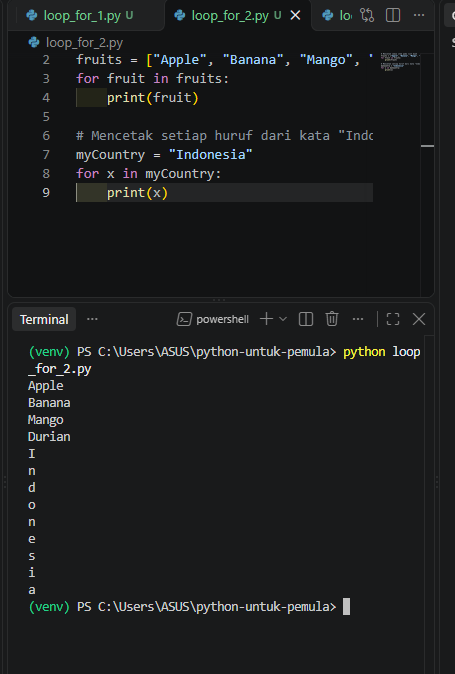 loop_for_1.py U
loop_for_2.py U
lo
loop_for_2.py
2 fruits = ["Apple", "Banana", "Mango", "
3 for fruit in fruits:
4 print(fruit)
5
6 # Mencetak setiap huruf dari kata "Indo
7 myCountry = "Indonesia"
8 for x in myCountry:
9 print(x)
Terminal
powershell
(venv) PS C:\Users\ASUS\python-untuk-pemula> python loop
_for_2.py
Apple
Banana
Mango
Durian
I
n
d
o
n
e
s
i
a
(venv) PS C:\Users\ASUS\python-untuk-pemula>